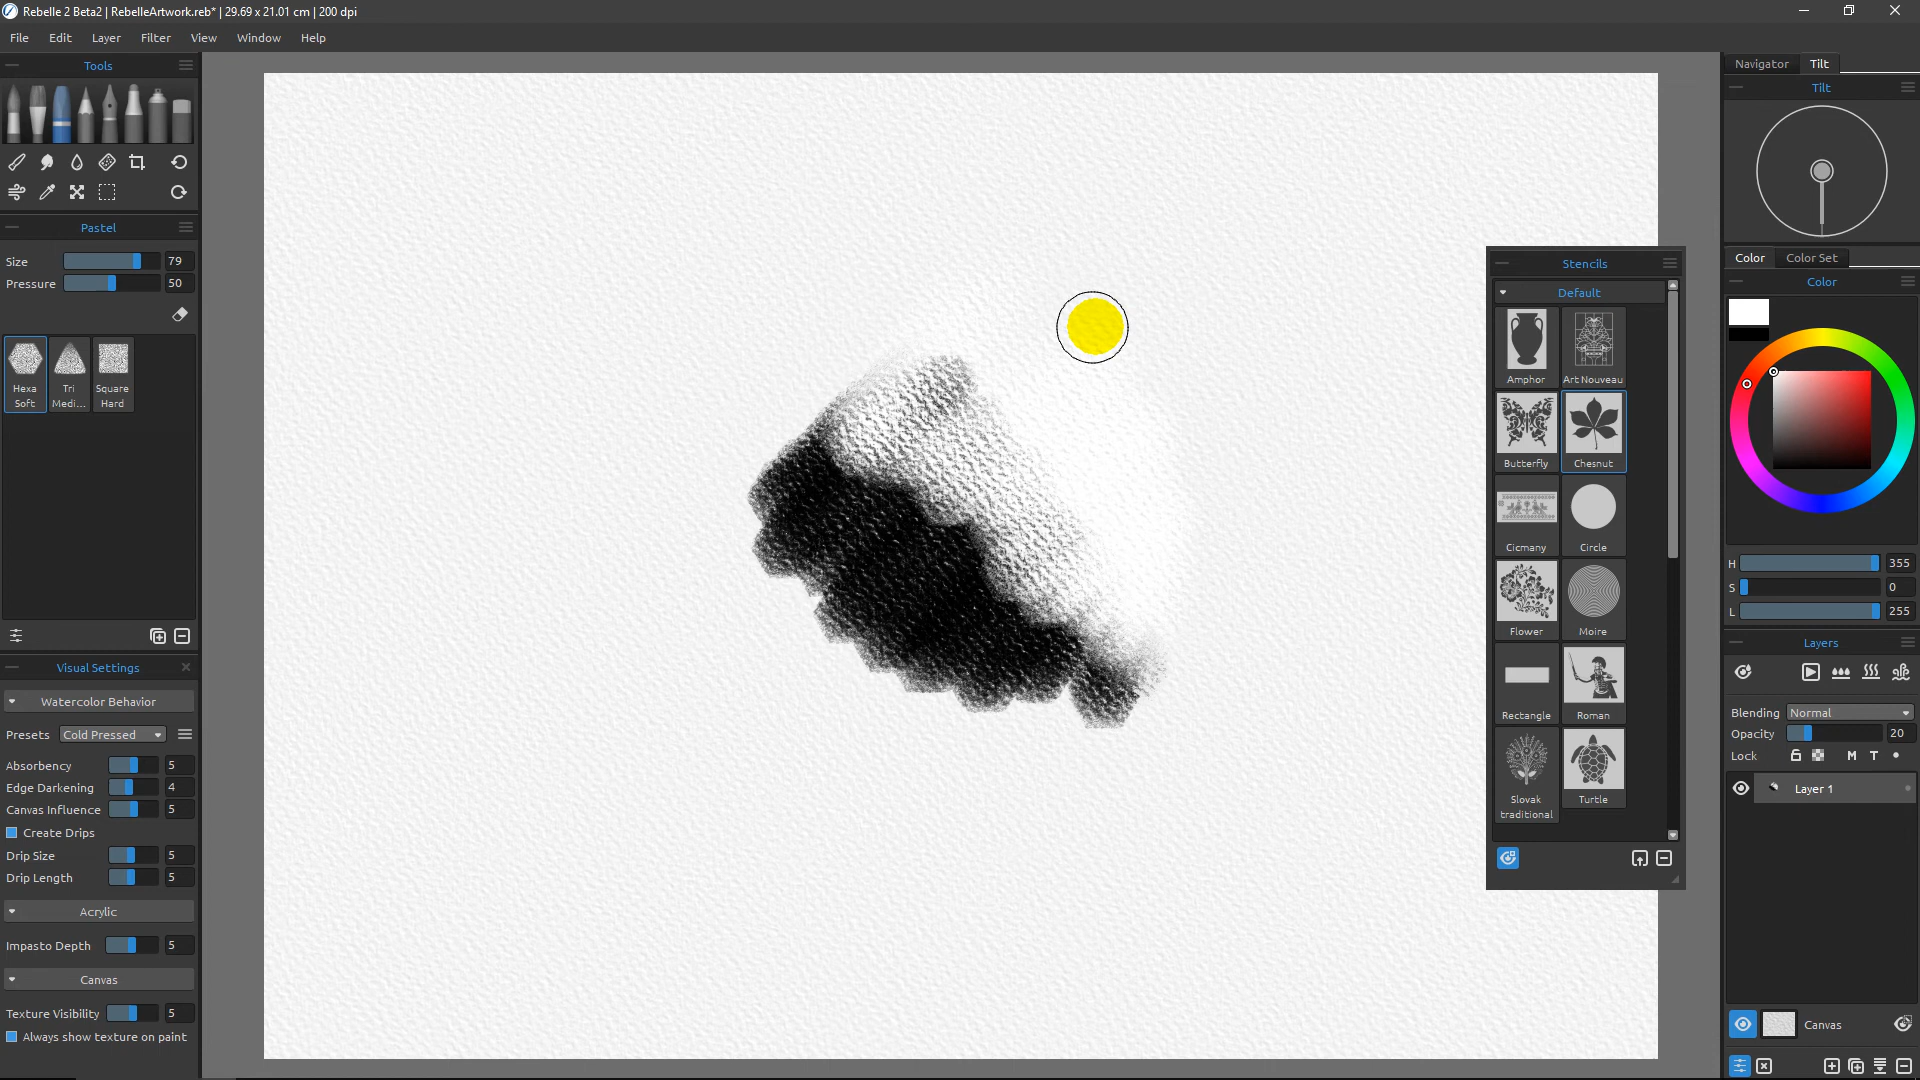 Rebelle 2 Beta2 | RebelleArtwork.reb* | 29.69 x 21.01 cm | 200 dpi
File Edit Layer Filter View Window Help
Tools
Pastel
Size 79
Pressure 50
Hexa Soft
Tri Medi...
Square Hard
Visual Settings
Watercolor Behavior
Presets Cold Pressed
Absorbency 5
Edge Darkening 4
Canvas Influence 5
Create Drips
Drip Size 5
Drip Length 5
Acrylic
Impasto Depth 5
Canvas
Texture Visibility 5
Always show texture on paint
Stencils
Default
Amphor Art Nouveau
Butterfly Chesnut
Cicmany Circle
Flower Moire
Rectangle Roman
Slovak traditional
Turtle
Navigator Tilt
Tilt
Color Color Set
Color
H 355
S 0
L 255
Layers
Blending Normal
Opacity 20
Lock M T
Layer 1
Canvas